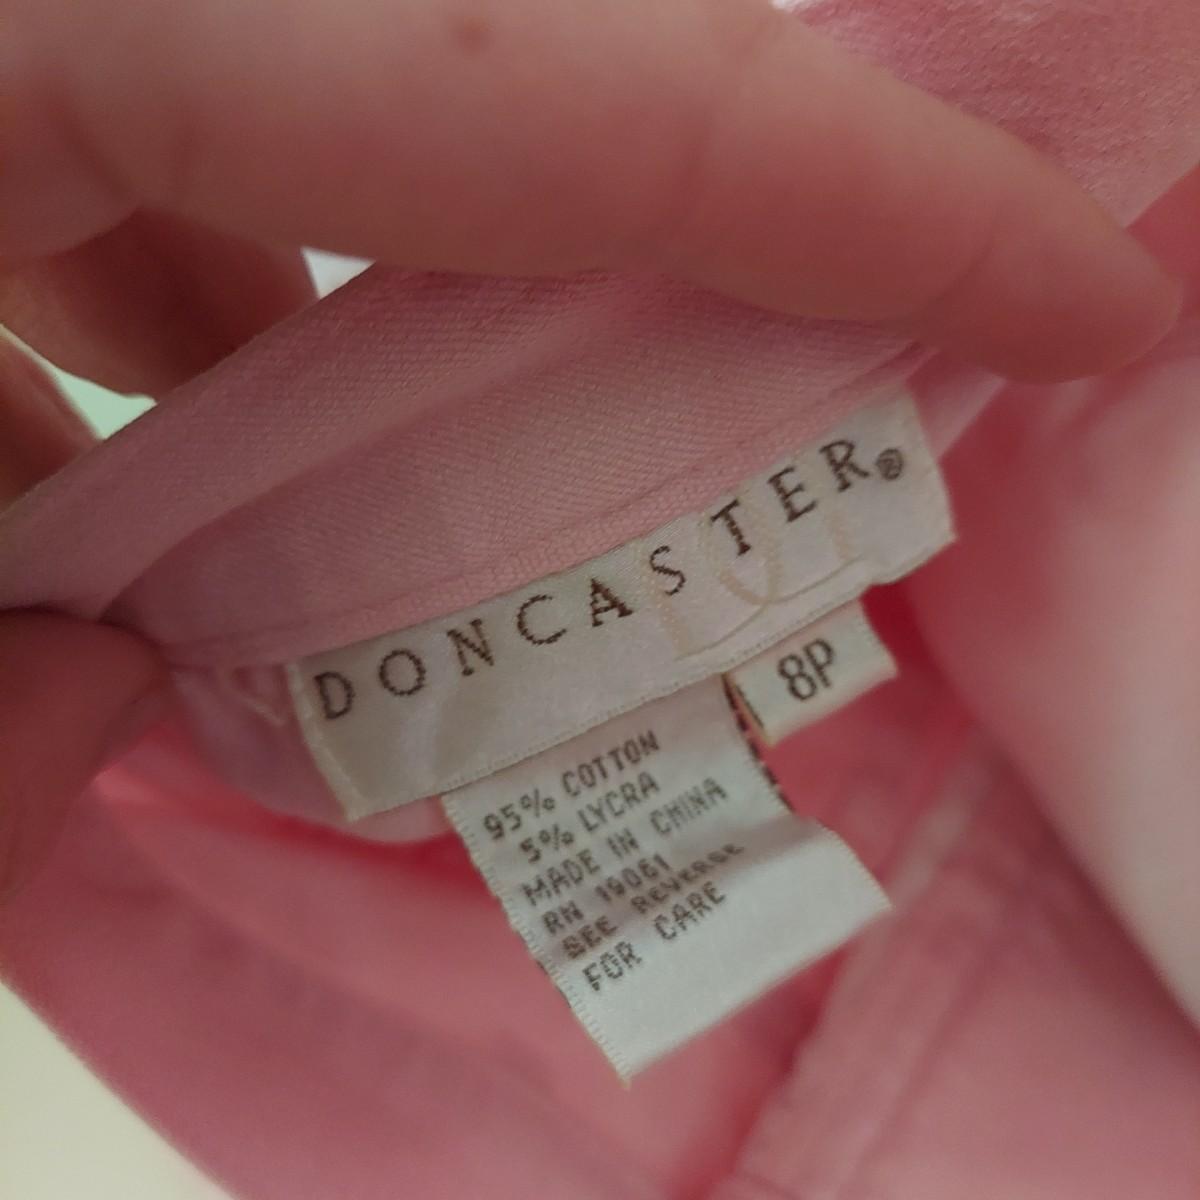 DONCASTER®
8P
95% COTTON
5% LYCRA
MADE IN CHINA
RN 19061
SEE REVERSE
FOR CARE